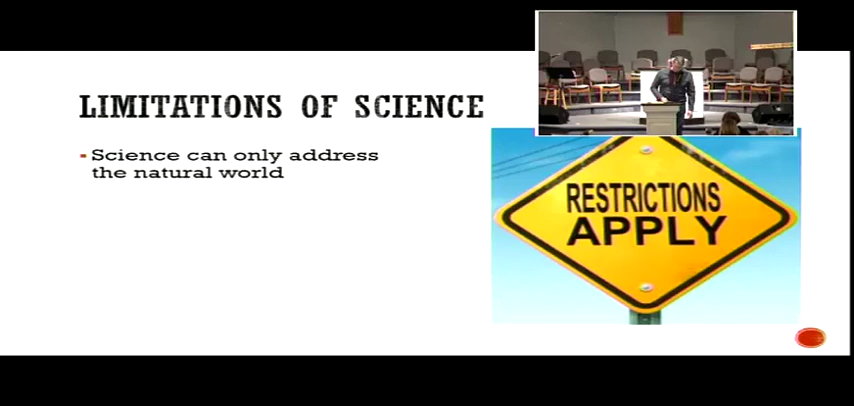 LIMITATIONS OF SCIENCE
Science can only address
the natural world
RESTRICTIONS
APPLY